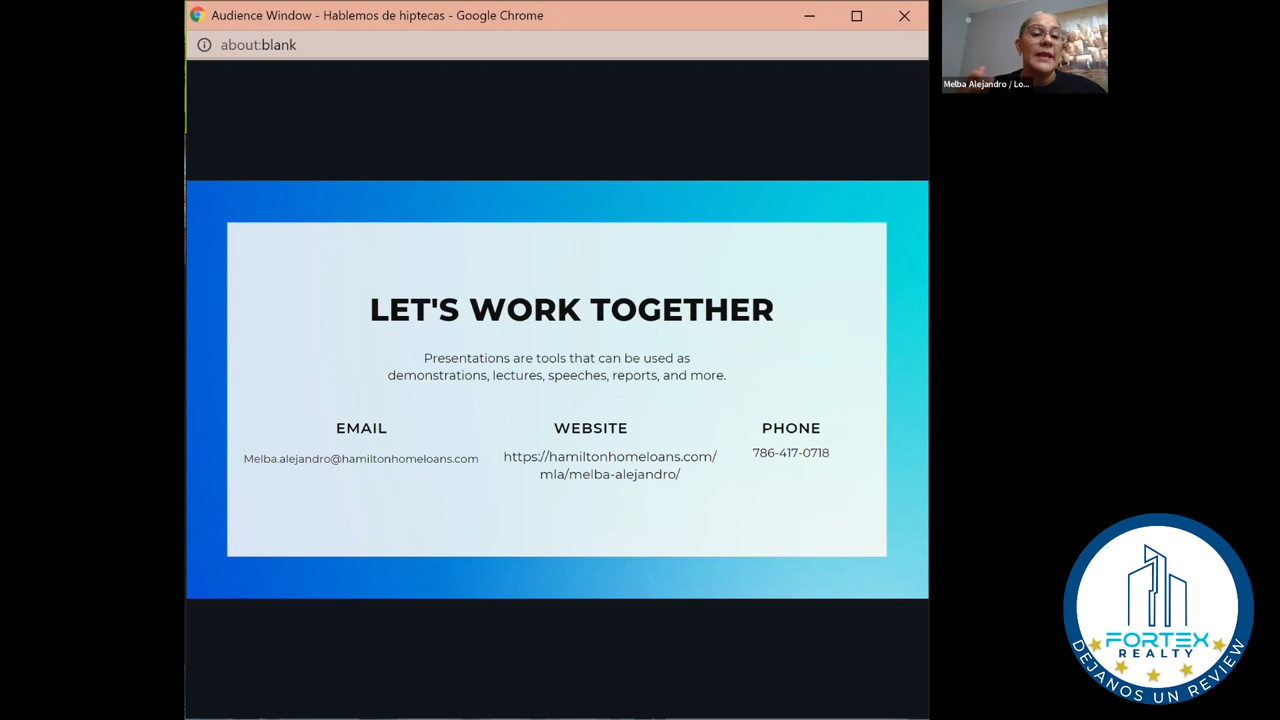 Audience Window - Hablemos de hiptecas - Google Chrome
about:blank
Melba Alejandro / Lo...
LET'S WORK TOGETHER
Presentations are tools that can be used as
demonstrations, lectures, speeches, reports, and more.
EMAIL
Melba.alejandro@hamiltonhomeloans.com
WEBSITE
https://hamiltonhomeloans.com/
mla/melba-alejandro/
PHONE
786-417-0718
FORTEX
REALTY
DEJANOS UN REVIEW